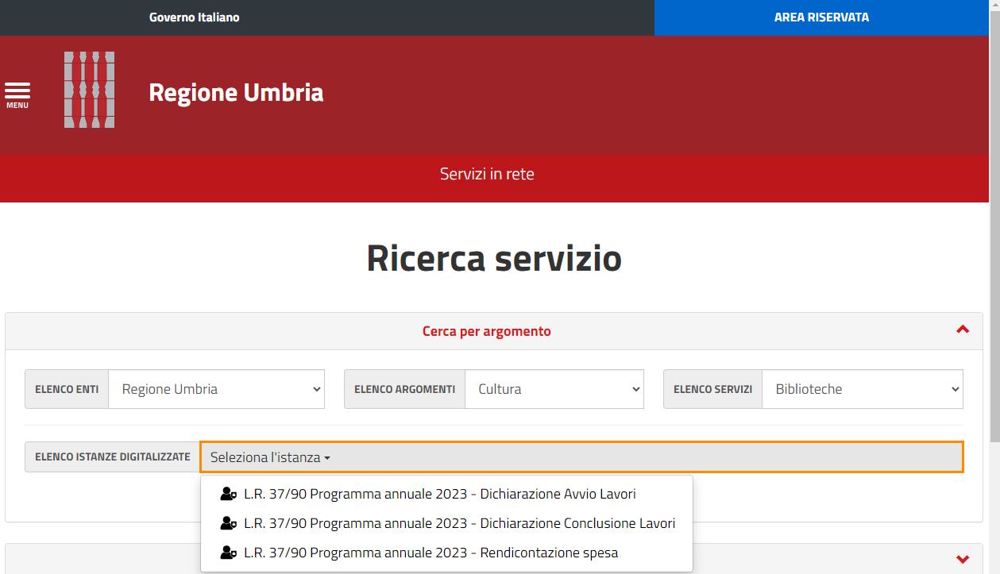 Governo Italiano
AREA RISERVATA
MENU
Regione Umbria
Servizi in rete
Ricerca servizio
Cerca per argomento
ELENCO ENTI Regione Umbria ELENCO ARGOMENTI Cultura ELENCO SERVIZI Biblioteche
ELENCO ISTANZE DIGITALIZZATE Seleziona l'istanza
L.R. 37/90 Programma annuale 2023 - Dichiarazione Avvio Lavori
L.R. 37/90 Programma annuale 2023 - Dichiarazione Conclusione Lavori
L.R. 37/90 Programma annuale 2023 - Rendicontazione spesa